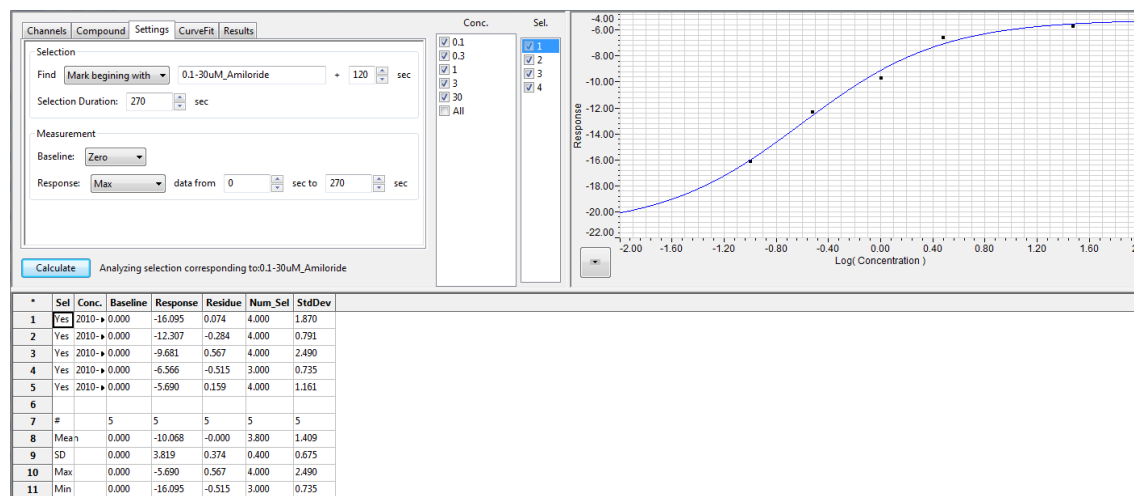 Channels Compound Settings CurveFit Results
Selection
Find Mark begining with 0.1-30uM_Amiloride + 120 sec
Selection Duration: 270 sec
Measurement
Baseline: Zero
Response: Max data from 0 sec to 270 sec
Calculate Analyzing selection corresponding to:0.1-30uM_Amiloride
Conc.
0.1
0.3
1
3
30
All
Sel.
1
2
3
4
Response
-4.00
-6.00
-8.00
-10.00
-12.00
-14.00
-16.00
-18.00
-20.00
-22.00
-2.00 -1.60 -1.20 -0.80 -0.40 0.00 0.40 0.80 1.20 1.60 2
Log( Concentration )
* Sel Conc. Baseline Response Residue Num_Sel StdDev
1 Yes 2010- 0.000 -16.095 0.074 4.000 1.870
2 Yes 2010- 0.000 -12.307 -0.284 4.000 0.791
3 Yes 2010- 0.000 -9.681 0.567 4.000 2.490
4 Yes 2010- 0.000 -6.566 -0.515 3.000 0.735
5 Yes 2010- 0.000 -5.690 0.159 4.000 1.161
6
7 # 5 5 5 5 5
8 Mean 0.000 -10.068 -0.000 3.800 1.409
9 SD 0.000 3.819 0.374 0.400 0.675
10 Max 0.000 -5.690 0.567 4.000 2.490
11 Min 0.000 -16.095 -0.515 3.000 0.735